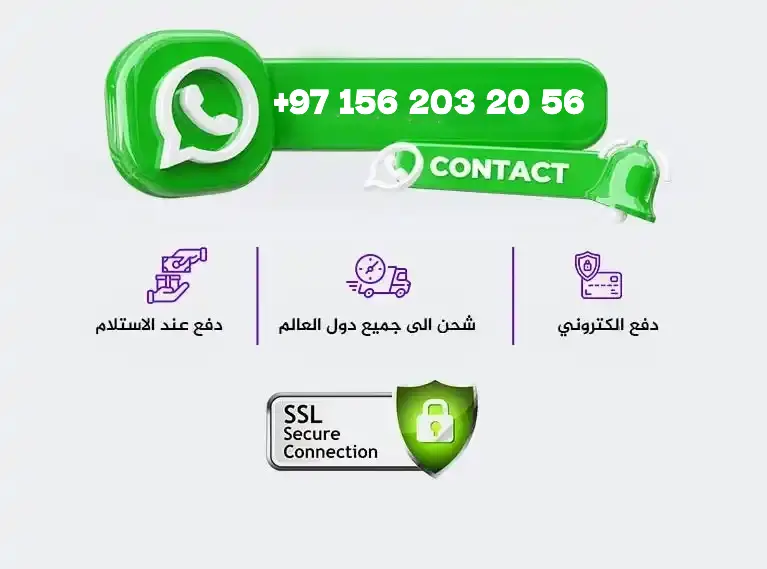 +97 156 203 20 56
CONTACT
دفع الكتروني
شحن الى جميع دول العالم
دفع عند الاستلام
SSL
Secure
Connection